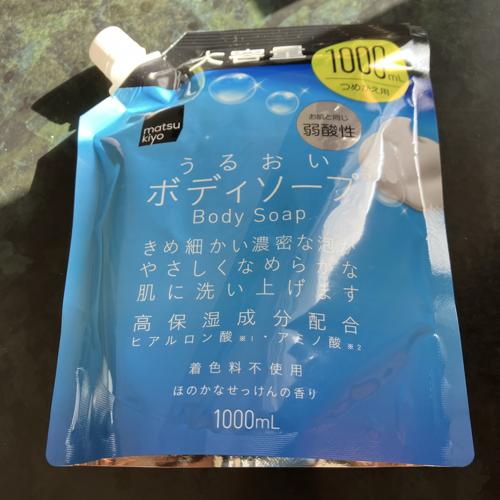 大容量
1000mL
つめかえ用
お肌と同じ
弱酸性
matsu
kiyo
うるおい
ボディソープ
Body Soap
きめ細かい濃密な泡が
やさしくなめらかな
肌に洗い上げます
高保湿成分配合
ヒアルロン酸※1・アミノ酸※2
着色料不使用
ほのかなせっけんの香り
1000mL